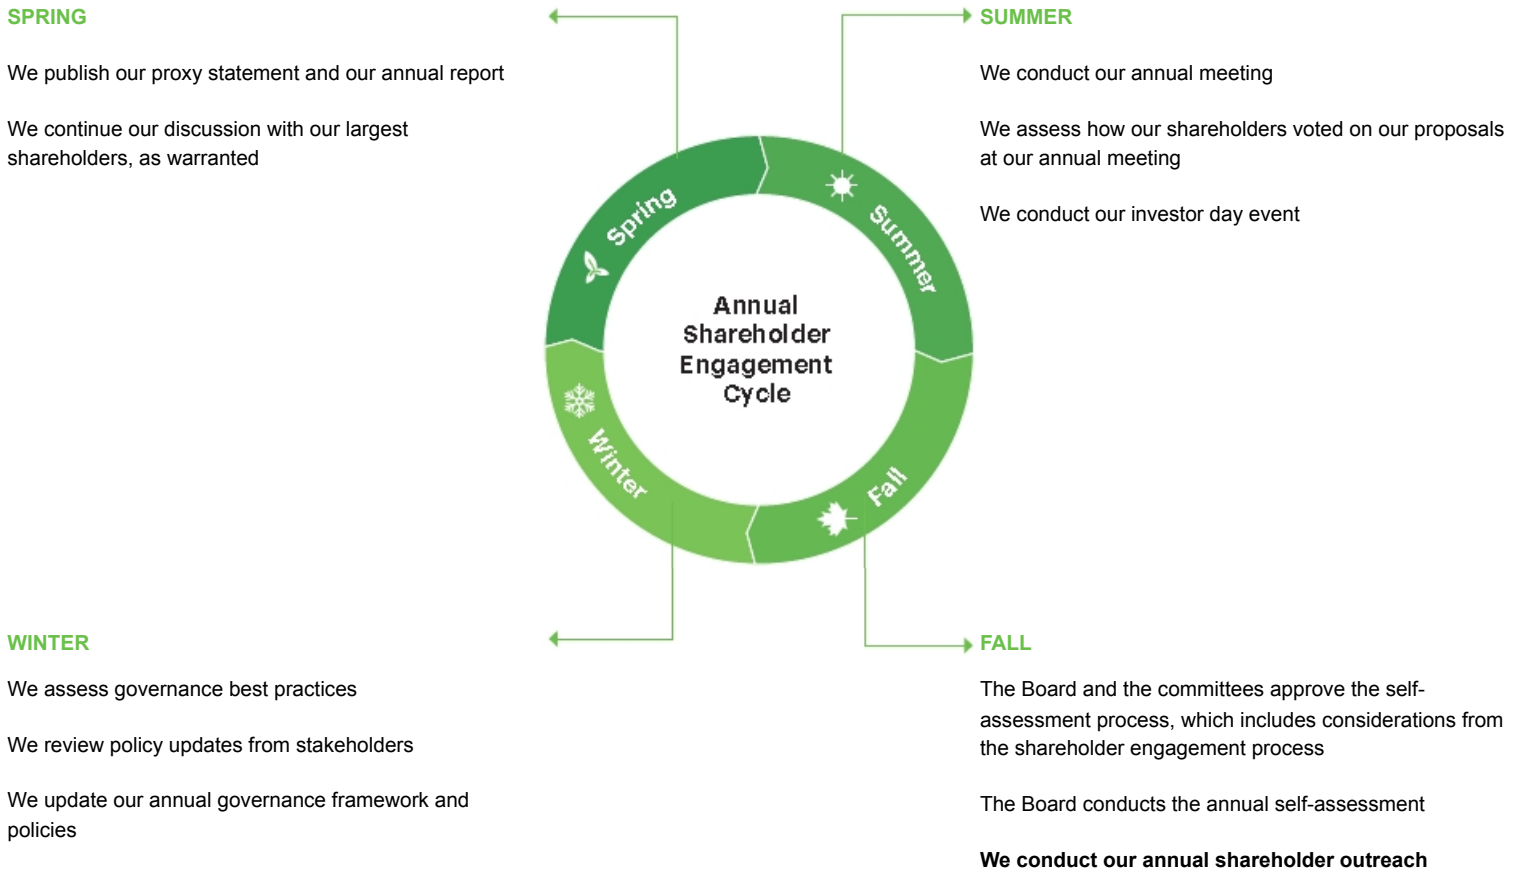 SPRING
We publish our proxy statement and our annual report
We continue our discussion with our largest
shareholders, as warranted
SUMMER
We conduct our annual meeting
We assess how our shareholders voted on our proposals
at our annual meeting
We conduct our investor day event
Spring
Summer
Annual
Shareholder
Engagement
Cycle
Winter
Fall
WINTER
We assess governance best practices
We review policy updates from stakeholders
We update our annual governance framework and
policies
FALL
The Board and the committees approve the self-
assessment process, which includes considerations from
the shareholder engagement process
The Board conducts the annual self-assessment
We conduct our annual shareholder outreach